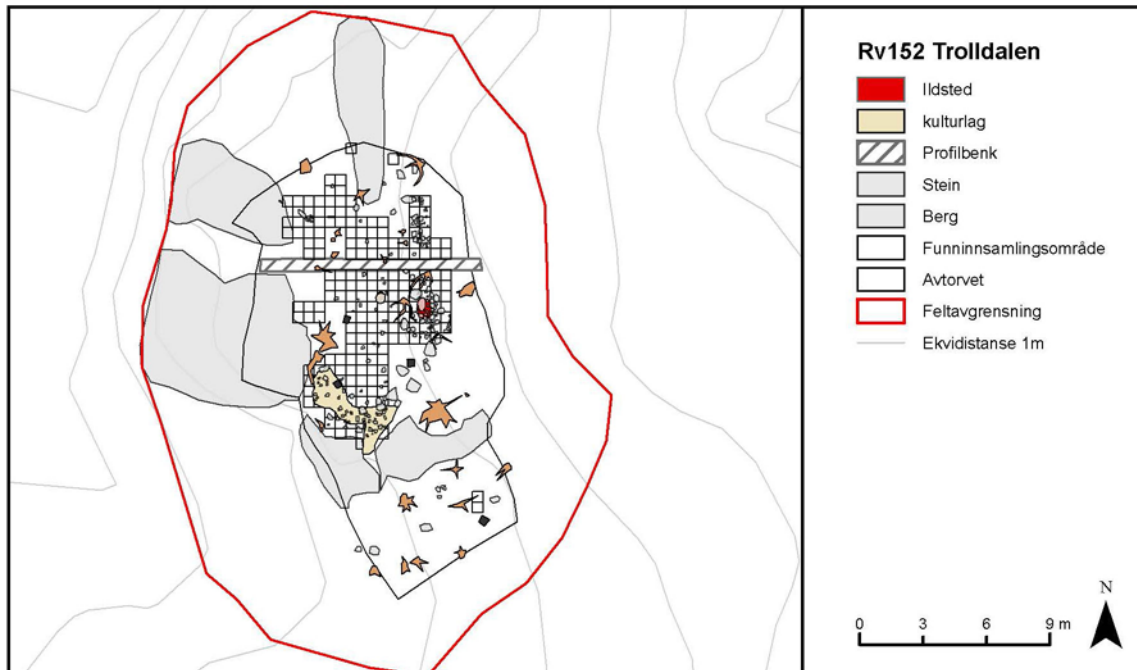 Rv152 Trolldalen
Ildsted
kulturlag
Profilbenk
Stein
Berg
Funninnsamlingsområde
Avtorvet
Feltavgrensning
Ekvidistanse 1m
N
0 3 6 9 m